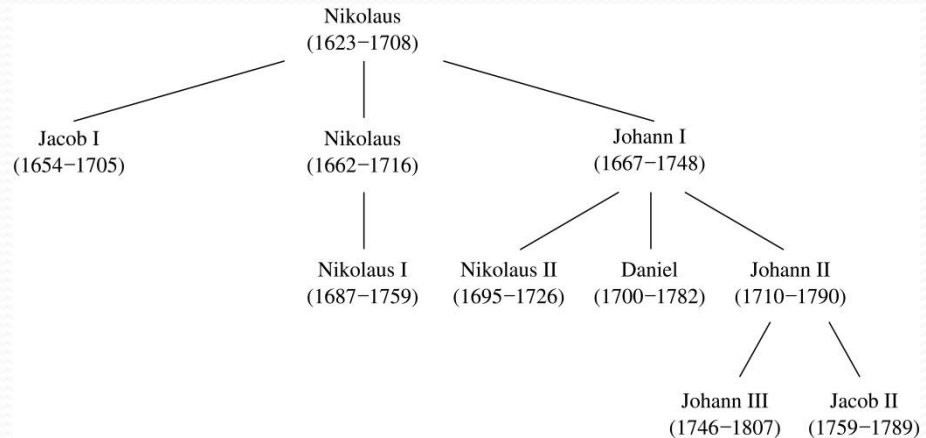 Nikolaus
(1623–1708)
Jacob I
(1654–1705)
Nikolaus
(1662–1716)
Johann I
(1667–1748)
Nikolaus I
(1687–1759)
Nikolaus II
(1695–1726)
Daniel
(1700–1782)
Johann II
(1710–1790)
Johann III
(1746–1807)
Jacob II
(1759–1789)